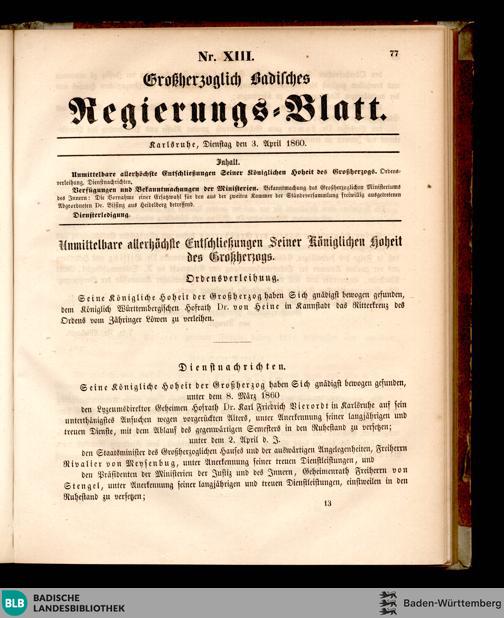 Nr. XIII.
77
Großherzoglich Badisches
Regierungs-Blatt.
Karlsruhe, Dienstag den 3. April 1860.
Inhalt.
Unmittelbare allerhöchste Entschließungen Seiner Königlichen Hoheit des Großherzogs. Ordens-
verleihung. Dienstnachrichten.
Verfügungen und Bekanntmachungen der Ministerien. Bekanntmachung des Großherzoglichen Ministeriums
des Innern: Die Vornahme einer Ersatzwahl für den aus der zweiten Kammer der Ständeversammlung freiwillig ausgetretenen
Abgeordneten Dr. aus Heidelberg betreffend.
Diensterledigung.
Unmittelbare allerhöchste Entschließungen Seiner Königlichen Hoheit
des Großherzogs.
Ordensverleihung.
Seine Königliche Hoheit der Großherzog haben Sich gnädigst bewogen gefunden,
dem Königlich Württembergischen Hofrath Dr. von Heine in Kannstadt das Ritterkreuz des
Ordens vom Zähringer Löwen zu verleihen.
Dienstnachrichten.
Seine Königliche Hoheit der Großherzog haben Sich gnädigst bewogen gefunden,
unter dem 8. März 1860
den Lyzeumsdirektor Geheimen Hofrath Dr. Karl Friedrich Vierordt in Karlsruhe auf sein
unterthänigstes Ansuchen wegen vorgerückten Alters, unter Anerkennung seiner langjährigen und
treuen Dienste, mit dem Ablauf des gegenwärtigen Semesters in den Ruhestand zu versetzen;
unter dem 2. April d. J.
den Staatsminister des Großherzoglichen Hauses und der auswärtigen Angelegenheiten, Freiherrn
Rivalier von Meysenbug, unter Anerkennung seiner treuen Dienstleistungen, und
den Präsidenten der Ministerien der Justiz und des Innern, Geheimenrath Freiherrn von
Stengel, unter Anerkennung seiner langjährigen und treuen Dienstleistungen, einstweilen in den
Ruhestand zu versetzen;
13
BLB BADISCHE
LANDESBIBLIOTHEK
Baden-Württemberg